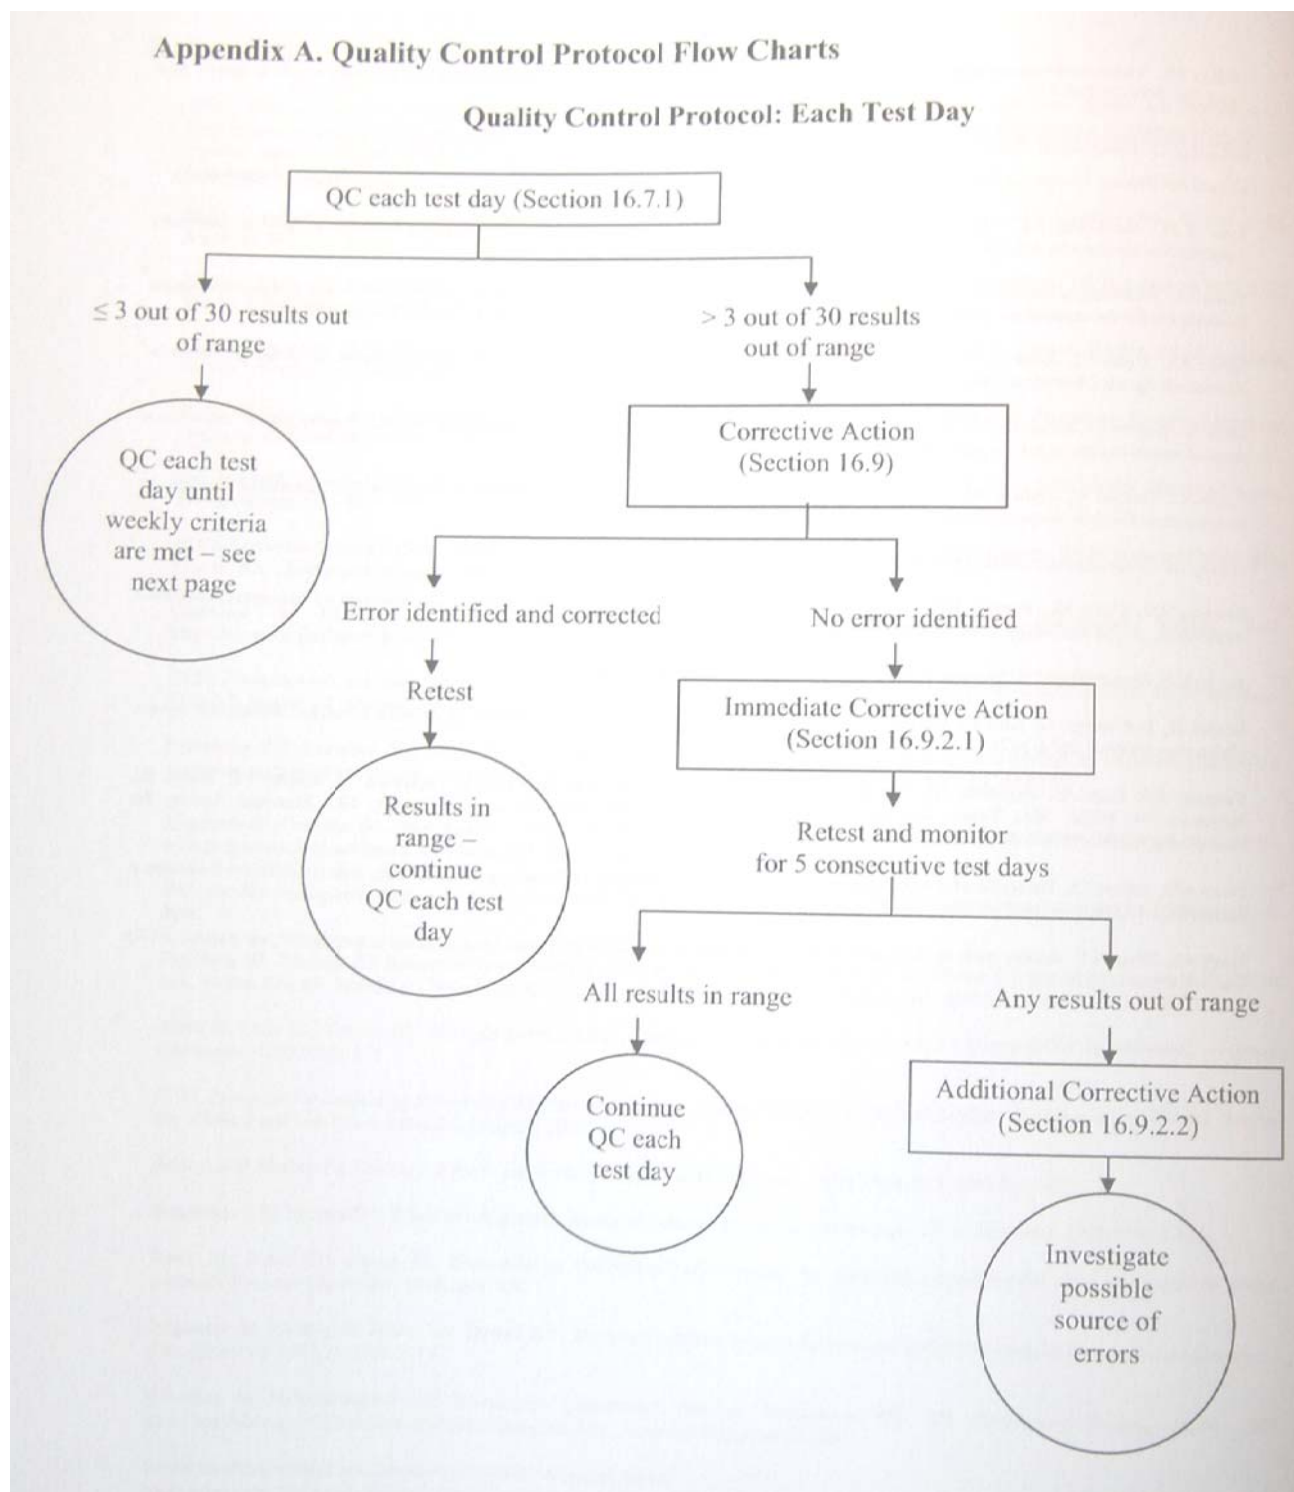 Appendix A. Quality Control Protocol Flow Charts
Quality Control Protocol: Each Test Day
QC each test day (Section 16.7.1)
≤ 3 out of 30 results out
of range
> 3 out of 30 results
out of range
QC each test
day until
weekly criteria
are met – see
next page
Corrective Action
(Section 16.9)
Error identified and corrected
No error identified
Retest
Immediate Corrective Action
(Section 16.9.2.1)
Results in
range –
continue
QC each test
day
Retest and monitor
for 5 consecutive test days
All results in range
Any results out of range
Continue
QC each
test day
Additional Corrective Action
(Section 16.9.2.2)
Investigate
possible
source of
errors